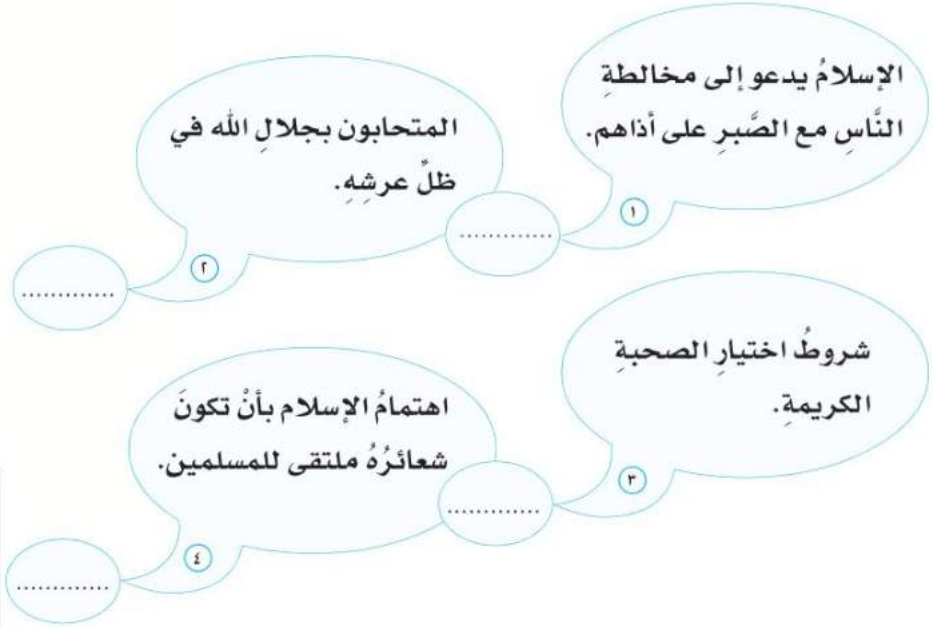 الإسلامُ يدعو إلى مخالطةِ
النَّاسِ مع الصَّبرِ على أذاهم.
١
.............
المتحابون بجلالِ الله في
ظلِّ عرشِهِ.
٢
.............
شروطُ اختيارِ الصحبةِ
الكريمةِ.
٣
.............
اهتمامُ الإسلام بأنْ تكونَ
شعائرُهُ ملتقى للمسلمين.
٤
.............